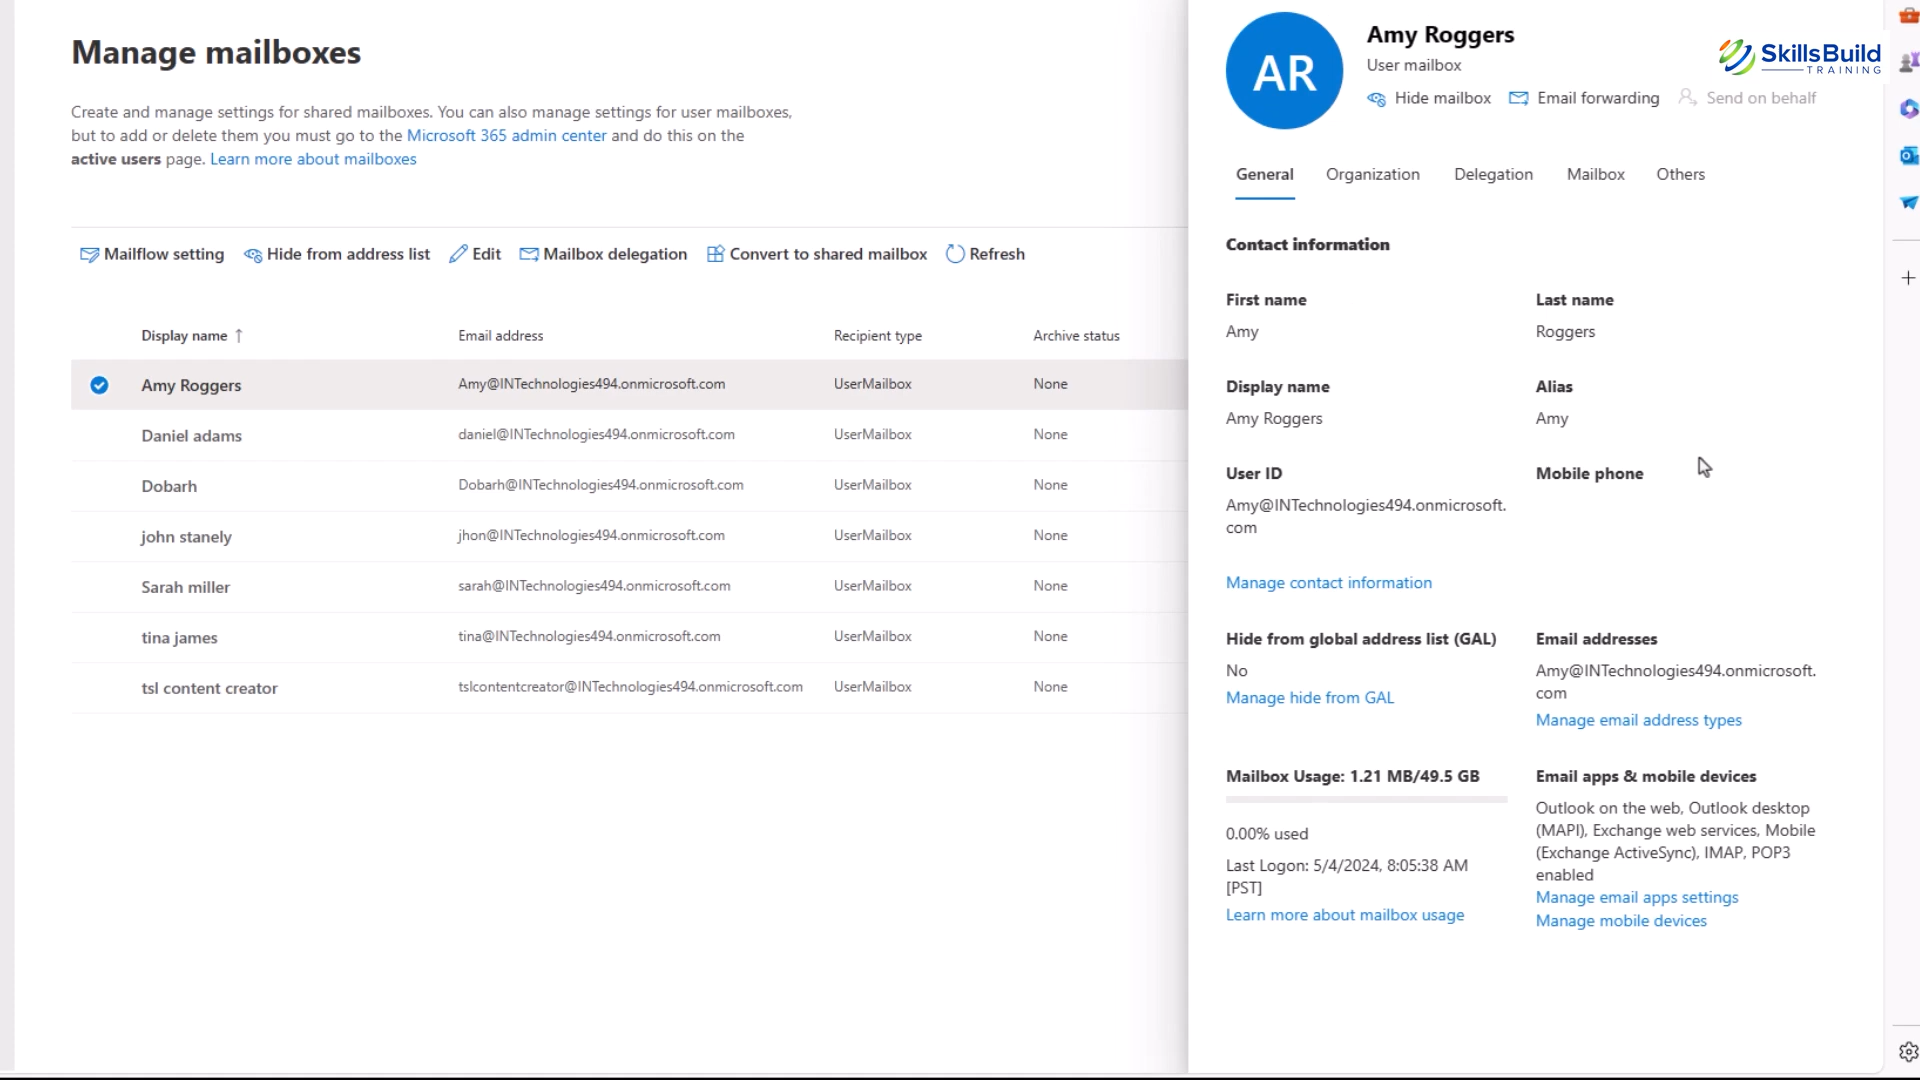 Manage mailboxes
Create and manage settings for shared mailboxes. You can also manage settings for user mailboxes,
but to add or delete them you must go to the Microsoft 365 admin center and do this on the
active users page. Learn more about mailboxes
Mailflow setting Hide from address list Edit Mailbox delegation Convert to shared mailbox Refresh
Display name ↑ Email address Recipient type Archive status
Amy Roggers Amy@INTechnologies494.onmicrosoft.com UserMailbox None
Daniel adams daniel@INTechnologies494.onmicrosoft.com UserMailbox None
Dobarh Dobarh@INTechnologies494.onmicrosoft.com UserMailbox None
john stanely jhon@INTechnologies494.onmicrosoft.com UserMailbox None
Sarah miller sarah@INTechnologies494.onmicrosoft.com UserMailbox None
tina james tina@INTechnologies494.onmicrosoft.com UserMailbox None
tsl content creator tslcontentcreator@INTechnologies494.onmicrosoft.com UserMailbox None
AR
Amy Roggers
User mailbox
Hide mailbox Email forwarding Send on behalf
SkillsBuild
TRAINING
General Organization Delegation Mailbox Others
Contact information
First name Last name
Amy Roggers
Display name Alias
Amy Roggers Amy
User ID Mobile phone
Amy@INTechnologies494.onmicrosoft.
com
Manage contact information
Hide from global address list (GAL)
No
Manage hide from GAL
Email addresses
Amy@INTechnologies494.onmicrosoft.
com
Manage email address types
Mailbox Usage: 1.21 MB/49.5 GB
0.00% used
Last Logon: 5/4/2024, 8:05:38 AM
[PST]
Learn more about mailbox usage
Email apps & mobile devices
Outlook on the web, Outlook desktop
(MAPI), Exchange web services, Mobile
(Exchange ActiveSync), IMAP, POP3
enabled
Manage email apps settings
Manage mobile devices